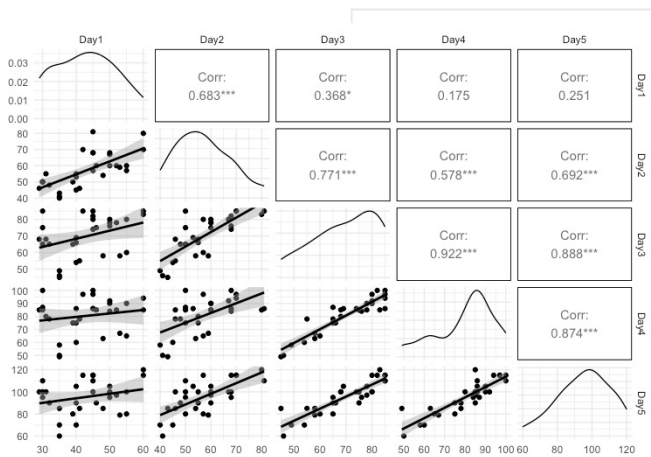 Day1 Day2 Day3 Day4 Day5
0.03
0.02
0.01
0.00
Corr:
0.683***
Corr:
0.368*
Corr:
0.175
Corr:
0.251
Day1
80
70
60
50
40
Corr:
0.771***
Corr:
0.578***
Corr:
0.692***
Day2
80
70
60
50
Corr:
0.922***
Corr:
0.888***
Day3
100
90
80
70
60
50
Corr:
0.874***
Day4
120
100
80
60
Day5
30 40 50 60 40 50 60 70 80 50 60 70 80 50 60 70 80 90 100 60 80 100 120